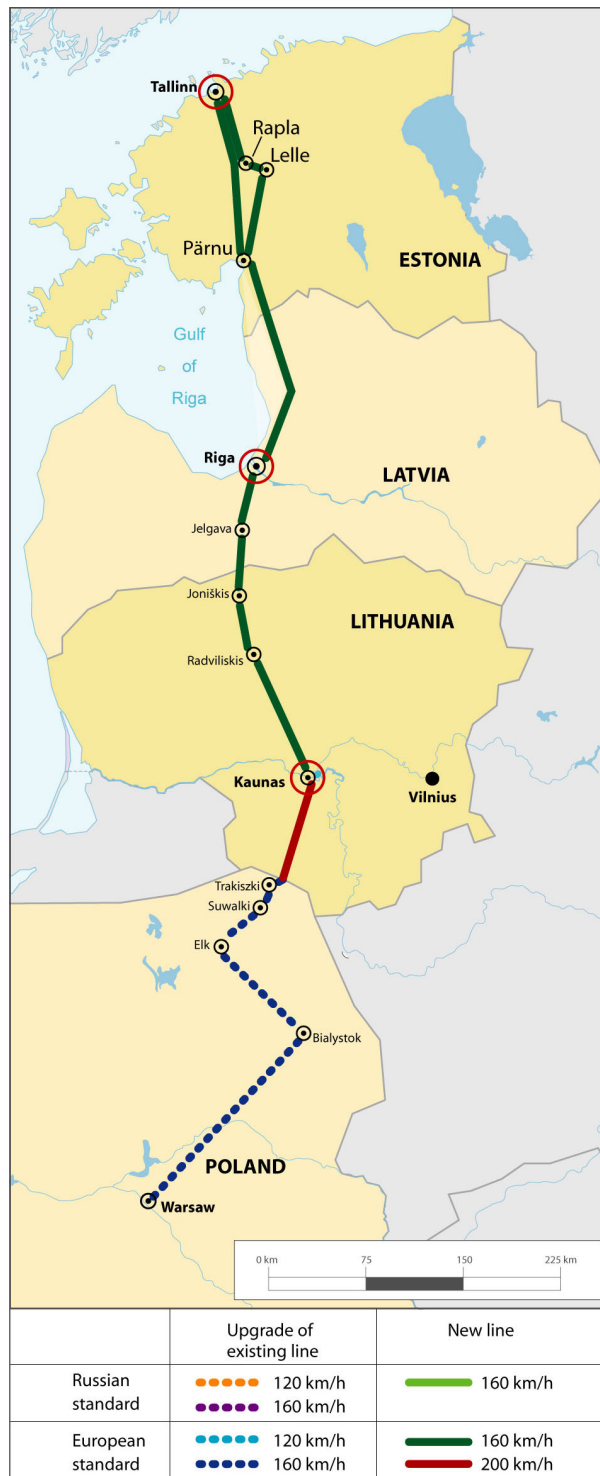 Tallinn
Rapla
Lelle
Pärnu
ESTONIA
Gulf
of
Riga
Riga
LATVIA
Jelgava
Joniškis
LITHUANIA
Radviliskis
Kaunas
Vilnius
Trakiszki
Suwalki
Elk
Bialystok
POLAND
Warsaw
0 km 75 150 225 km
Upgrade of
existing line
New line
Russian
standard
120 km/h
160 km/h
160 km/h
European
standard
120 km/h
160 km/h
160 km/h
200 km/h